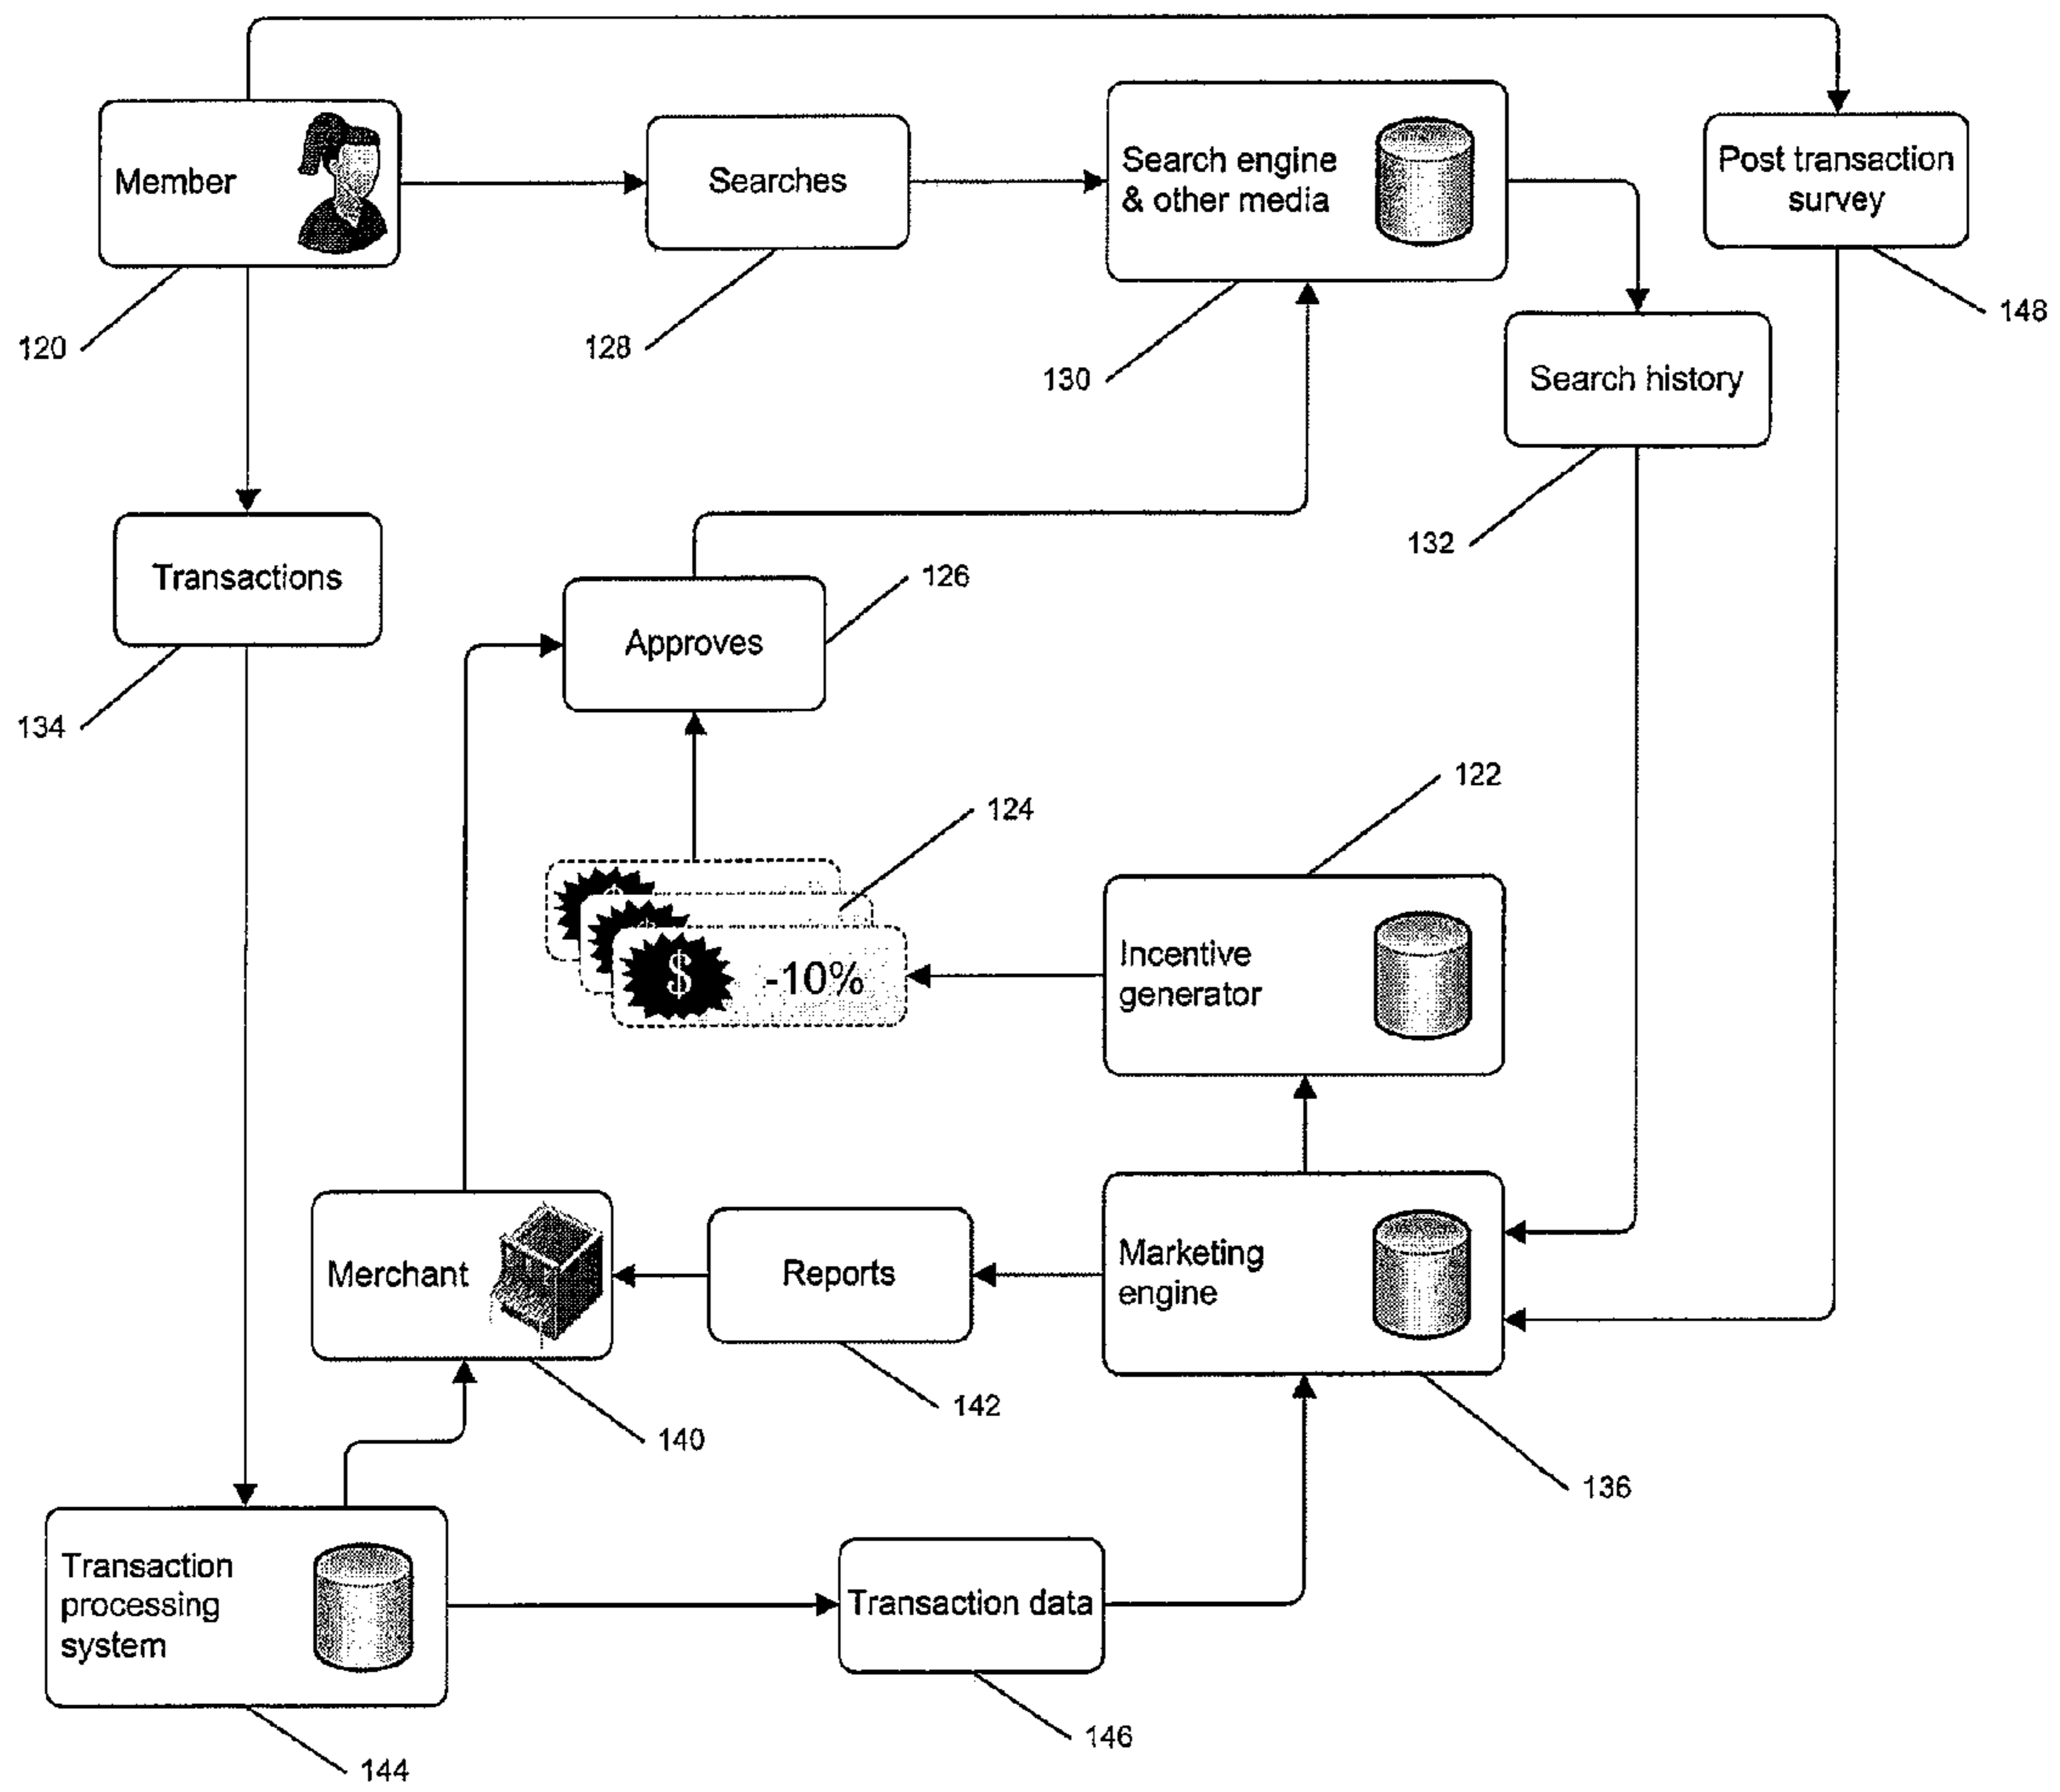 Member
Searches
Search engine
& other media
Post transaction
survey
148
120
128
130
Search history
132
Transactions
126
Approves
134
122
124
$
-10%
Incentive
generator
Merchant
Reports
Marketing
engine
142
140
136
Transaction
processing
system
Transaction data
146
144